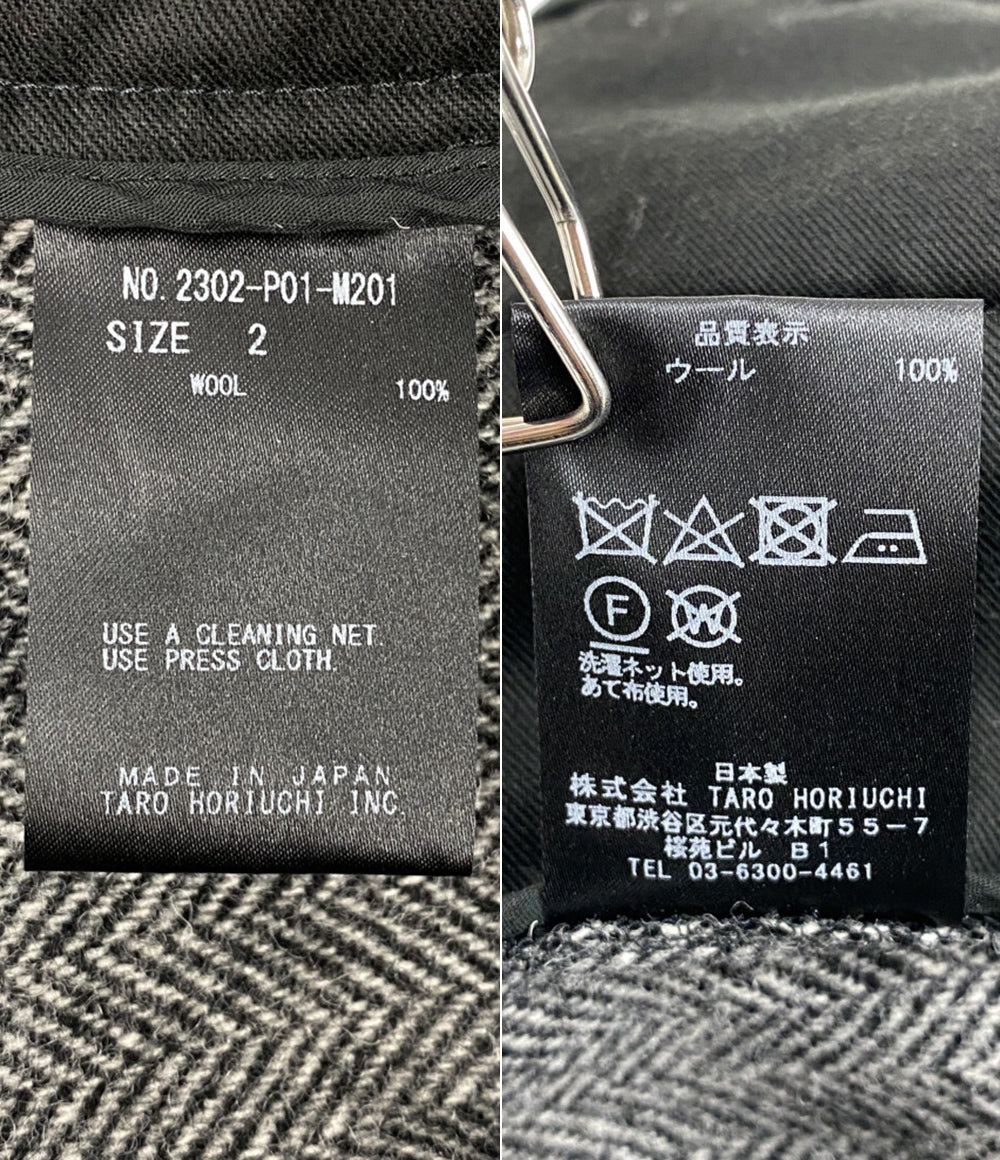 NO. 2302-P01-M201
SIZE 2
WOOL 100%
USE A CLEANING NET.
USE PRESS CLOTH.
MADE IN JAPAN
TARO HORIUCHI INC.
品質表示
ウール 100%
F
W
洗濯ネット使用。
あて布使用。
日本製
株式会社 TARO HORIUCHI
東京都渋谷区元代々木町55-7
桜苑ビル B1
TEL 03-6300-4461